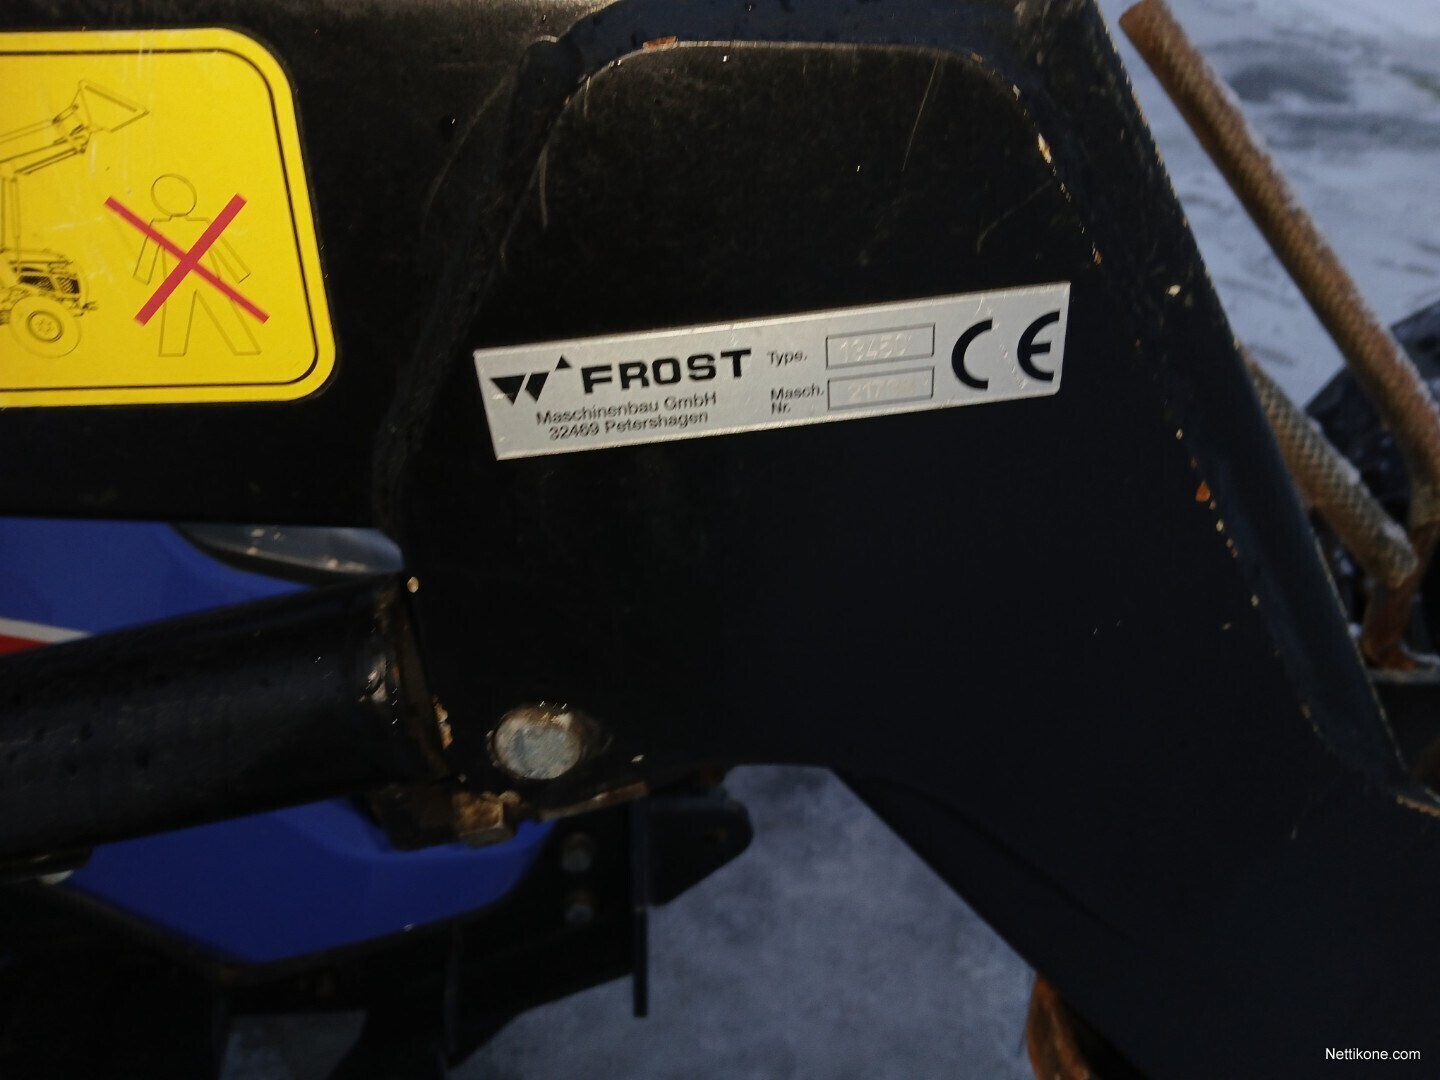 FROST
Maschinenbau GmbH
32469 Petershagen
Type.
Masch.
Nr.
CE
Nettikone.com